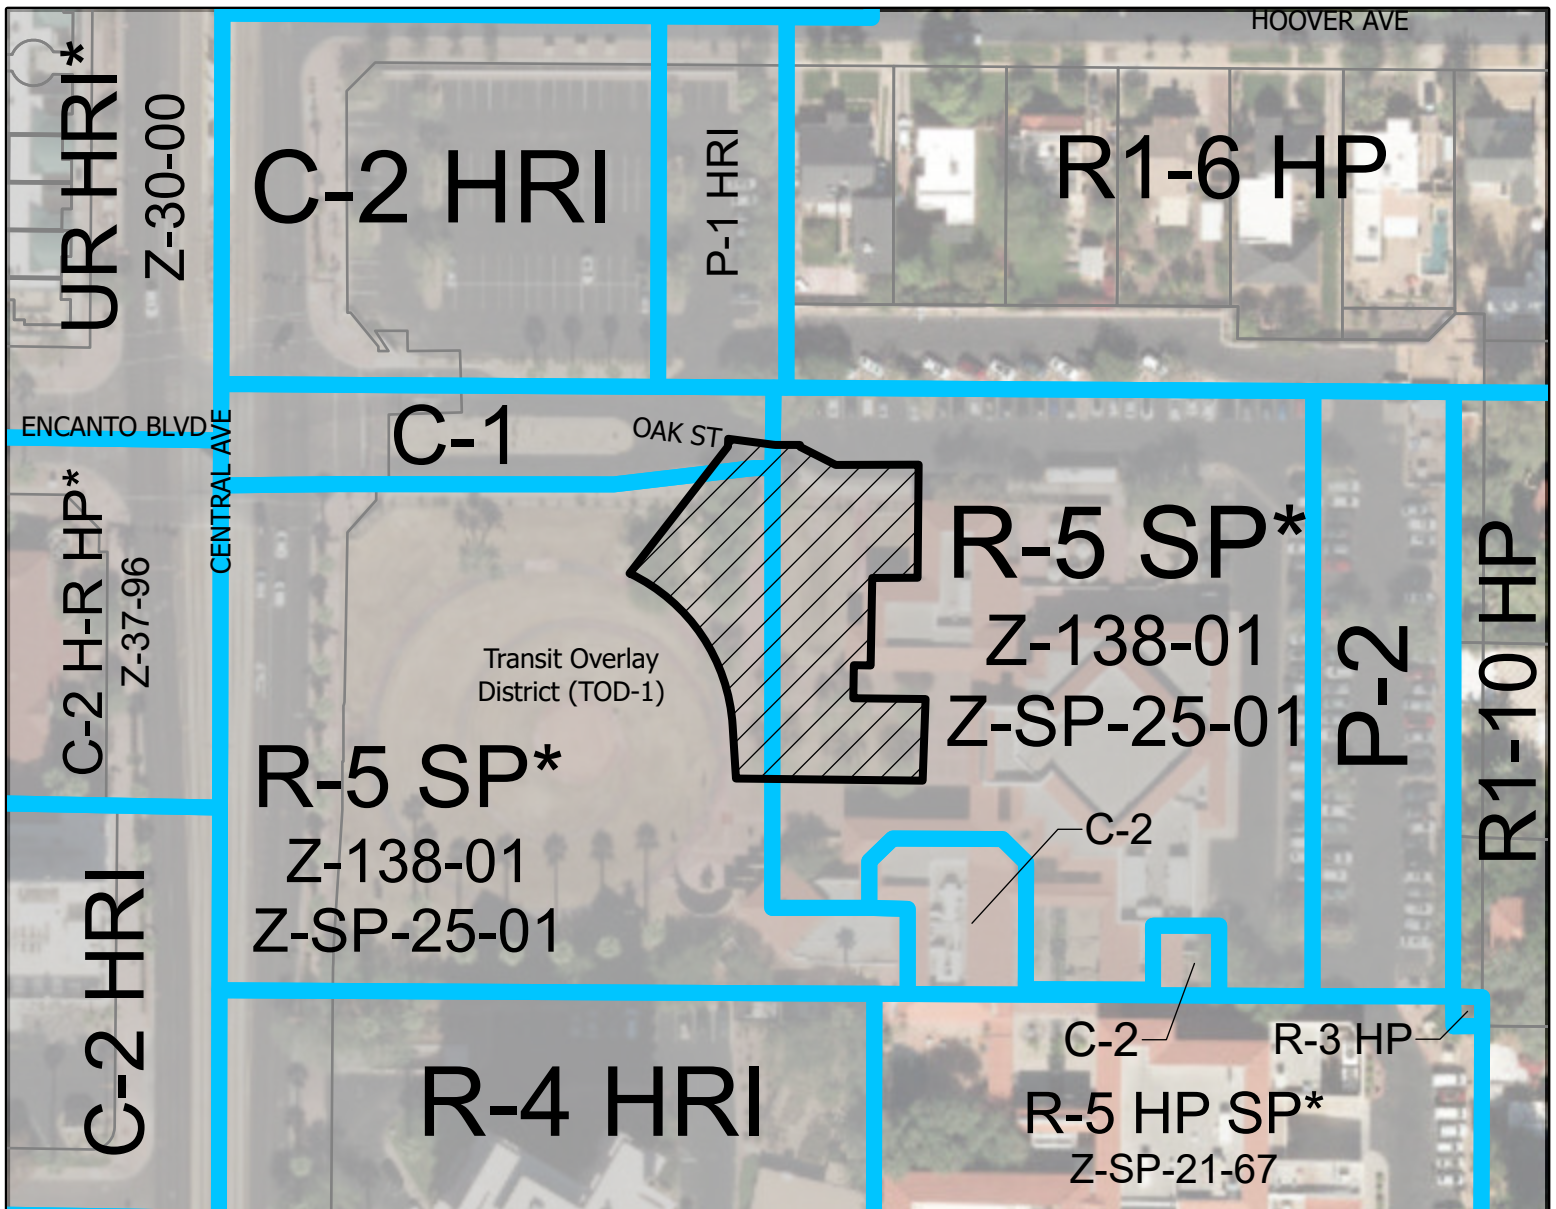 HOOVER AVE
UR HRI*
Z-30-00
C-2 HRI
P-1 HRI
R1-6 HP
ENCANTO BLVD
CENTRAL AVE
C-1
OAK ST
C-2 H-R HP*
Z-37-96
R-5 SP*
Z-138-01
Z-SP-25-01
P-2
R1-10 HP
Transit Overlay
District (TOD-1)
R-5 SP*
Z-138-01
Z-SP-25-01
C-2
C-2 HRI
C-2
R-3 HP
R-4 HRI
R-5 HP SP*
Z-SP-21-67